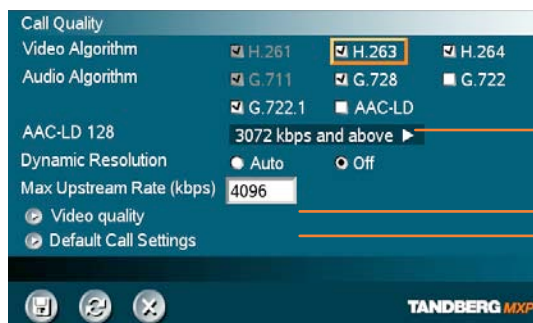 Call Quality
Video Algorithm H.261 H.263 H.264
Audio Algorithm G.711 G.728 G.722
G.722.1 AAC-LD
AAC-LD 128 3072 kbps and above
Dynamic Resolution Auto Off
Max Upstream Rate (kbps) 4096
Video quality
Default Call Settings
TANDBERG MXP